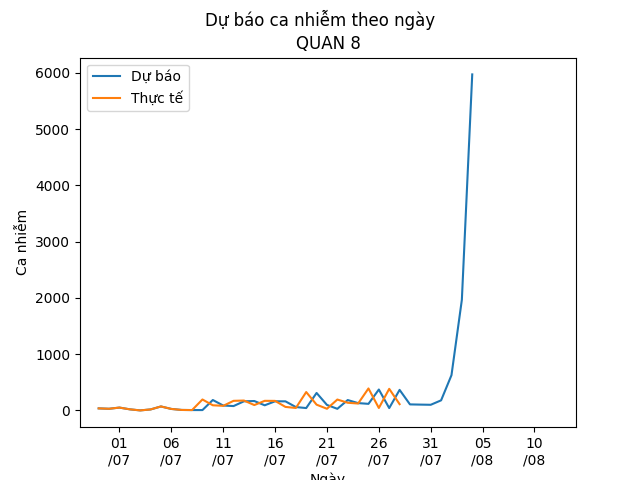 Dự báo ca nhiễm theo ngày
QUAN 8
Dự báo
Thực tế
Ca nhiễm
6000
5000
4000
3000
2000
1000
0
01 06 11 16 21 26 31 05 10
/07 /07 /07 /07 /07 /07 /07 /08 /08
Ngày